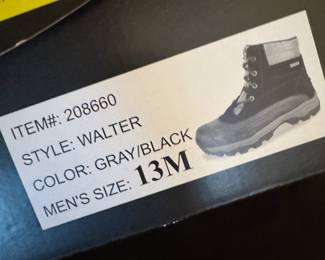 ITEM#: 208660
STYLE: WALTER
COLOR: GRAY/BLACK
MEN'S SIZE: 13M